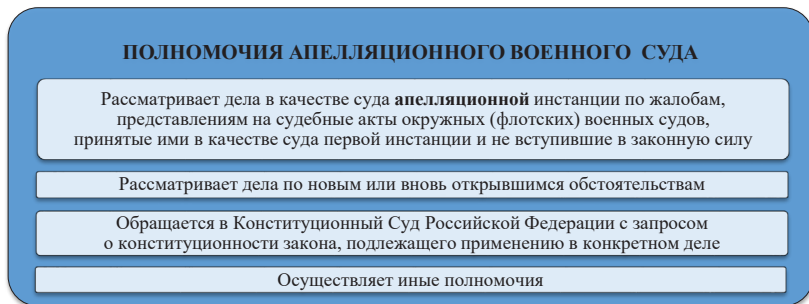 ПОЛНОМОЧИЯ АПЕЛЛЯЦИОННОГО ВОЕННОГО СУДА
Рассматривает дела в качестве суда апелляционной инстанции по жалобам,
представлениям на судебные акты окружных (флотских) военных судов,
принятые ими в качестве суда первой инстанции и не вступившие в законную силу
Рассматривает дела по новым или вновь открывшимся обстоятельствам
Обращается в Конституционный Суд Российской Федерации с запросом
о конституционности закона, подлежащего применению в конкретном деле
Осуществляет иные полномочия